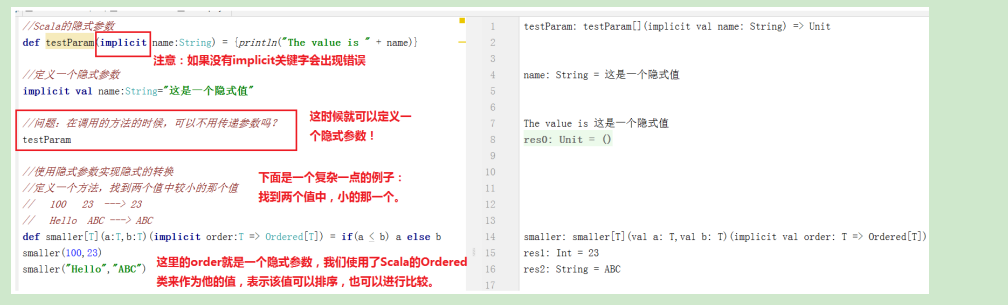 //Scala的隐式参数
def testParam(implicit name:String) = {println("The value is " + name)}
注意：如果没有implicit关键字会出现错误
//定义一个隐式参数
implicit val name:String="这是一个隐式值"
//问题：在调用的方法的时候，可以不用传递参数吗？
testParam
这时候就可以定义一
个隐式参数！
//使用隐式参数实现隐式的转换
//定义一个方法，找到两个值中较小的那个值
// 100 23 ---> 23
// Hello ABC ---> ABC
下面是一个复杂一点的例子：
找到两个值中，小的那一个。
def smaller[T](a:T,b:T)(implicit order:T => Ordered[T]) = if(a < b) a else b
smaller(100,23)
smaller("Hello","ABC")
这里的order就是一个隐式参数，我们使用了Scala的Ordered
类来作为他的值，表示该值可以排序，也可以进行比较。
1 testParam: testParam[](implicit val name: String) => Unit
2
3
4 name: String = 这是一个隐式值
5
6
7 The value is 这是一个隐式值
8 res0: Unit = ()
9
10
11
12
13
14 smaller: smaller[T](val a: T,val b: T)(implicit val order: T => Ordered[T])
15 res1: Int = 23
16 res2: String = ABC
17